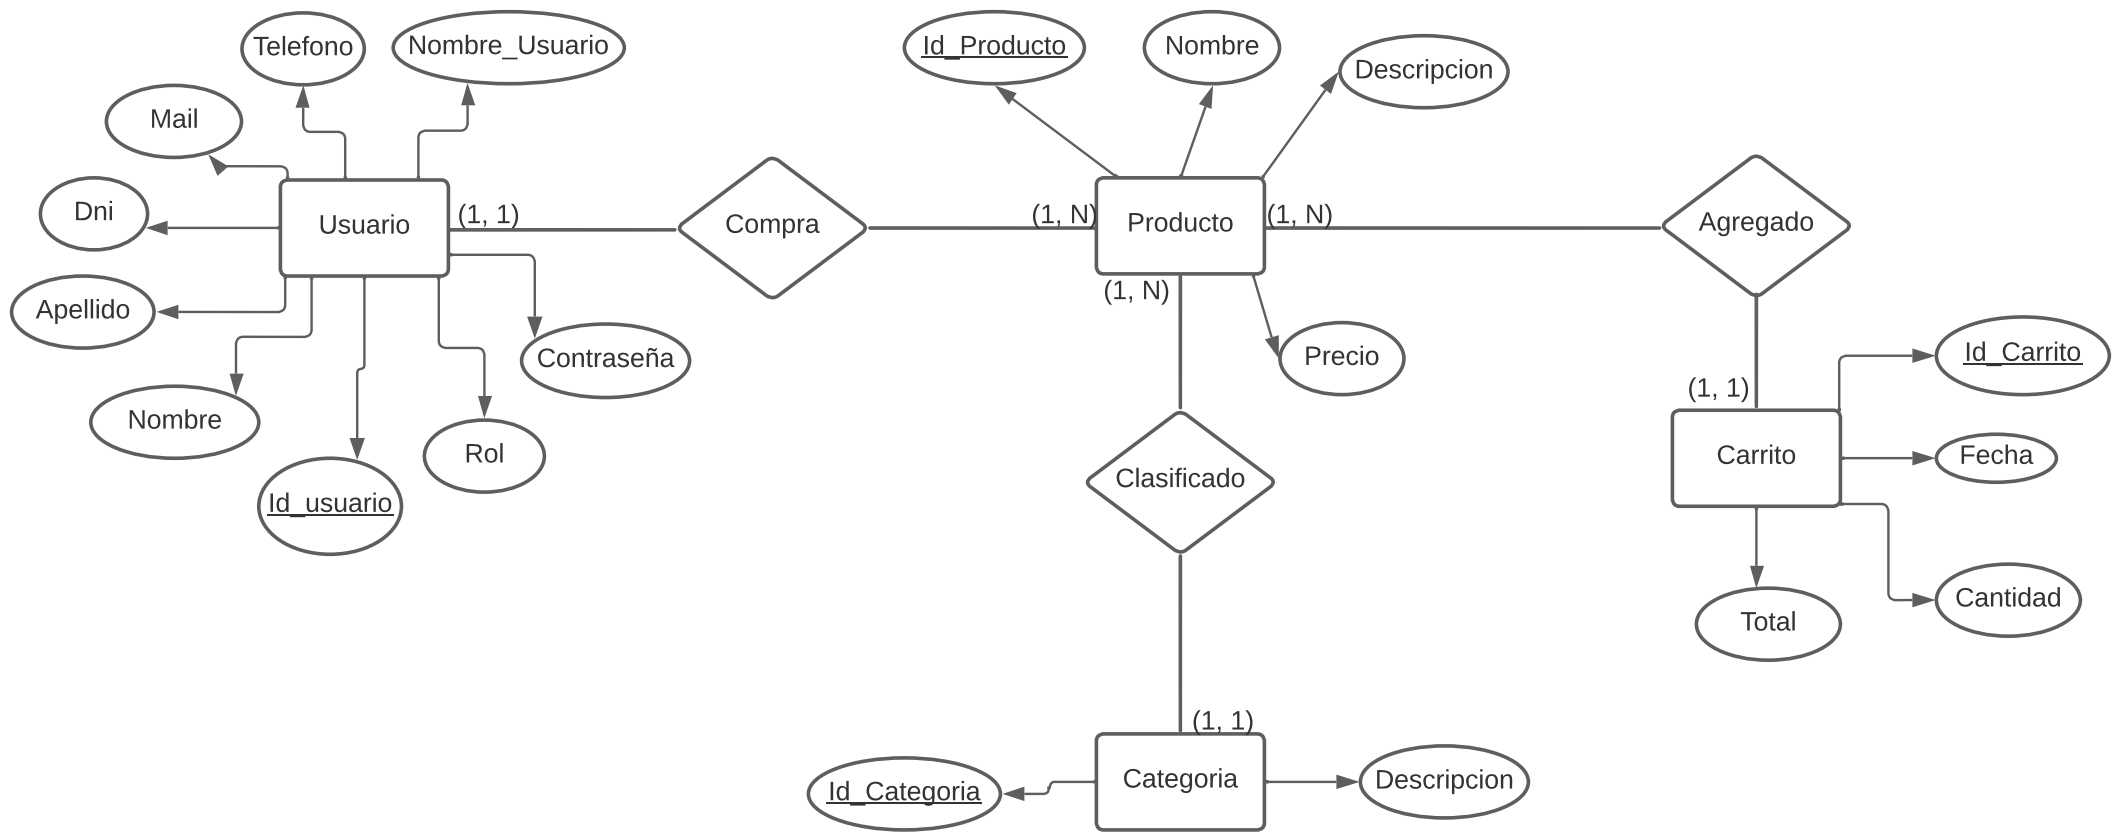 Telefono
Nombre_Usuario
Id_Producto
Nombre
Descripcion
Mail
Dni
Usuario
(1, 1)
Compra
(1, N)
Producto
(1, N)
Agregado
(1, N)
Apellido
Contraseña
Precio
Id_Carrito
(1, 1)
Nombre
Rol
Carrito
Fecha
Id_usuario
Clasificado
Cantidad
Total
(1, 1)
Id_Categoria
Categoria
Descripcion